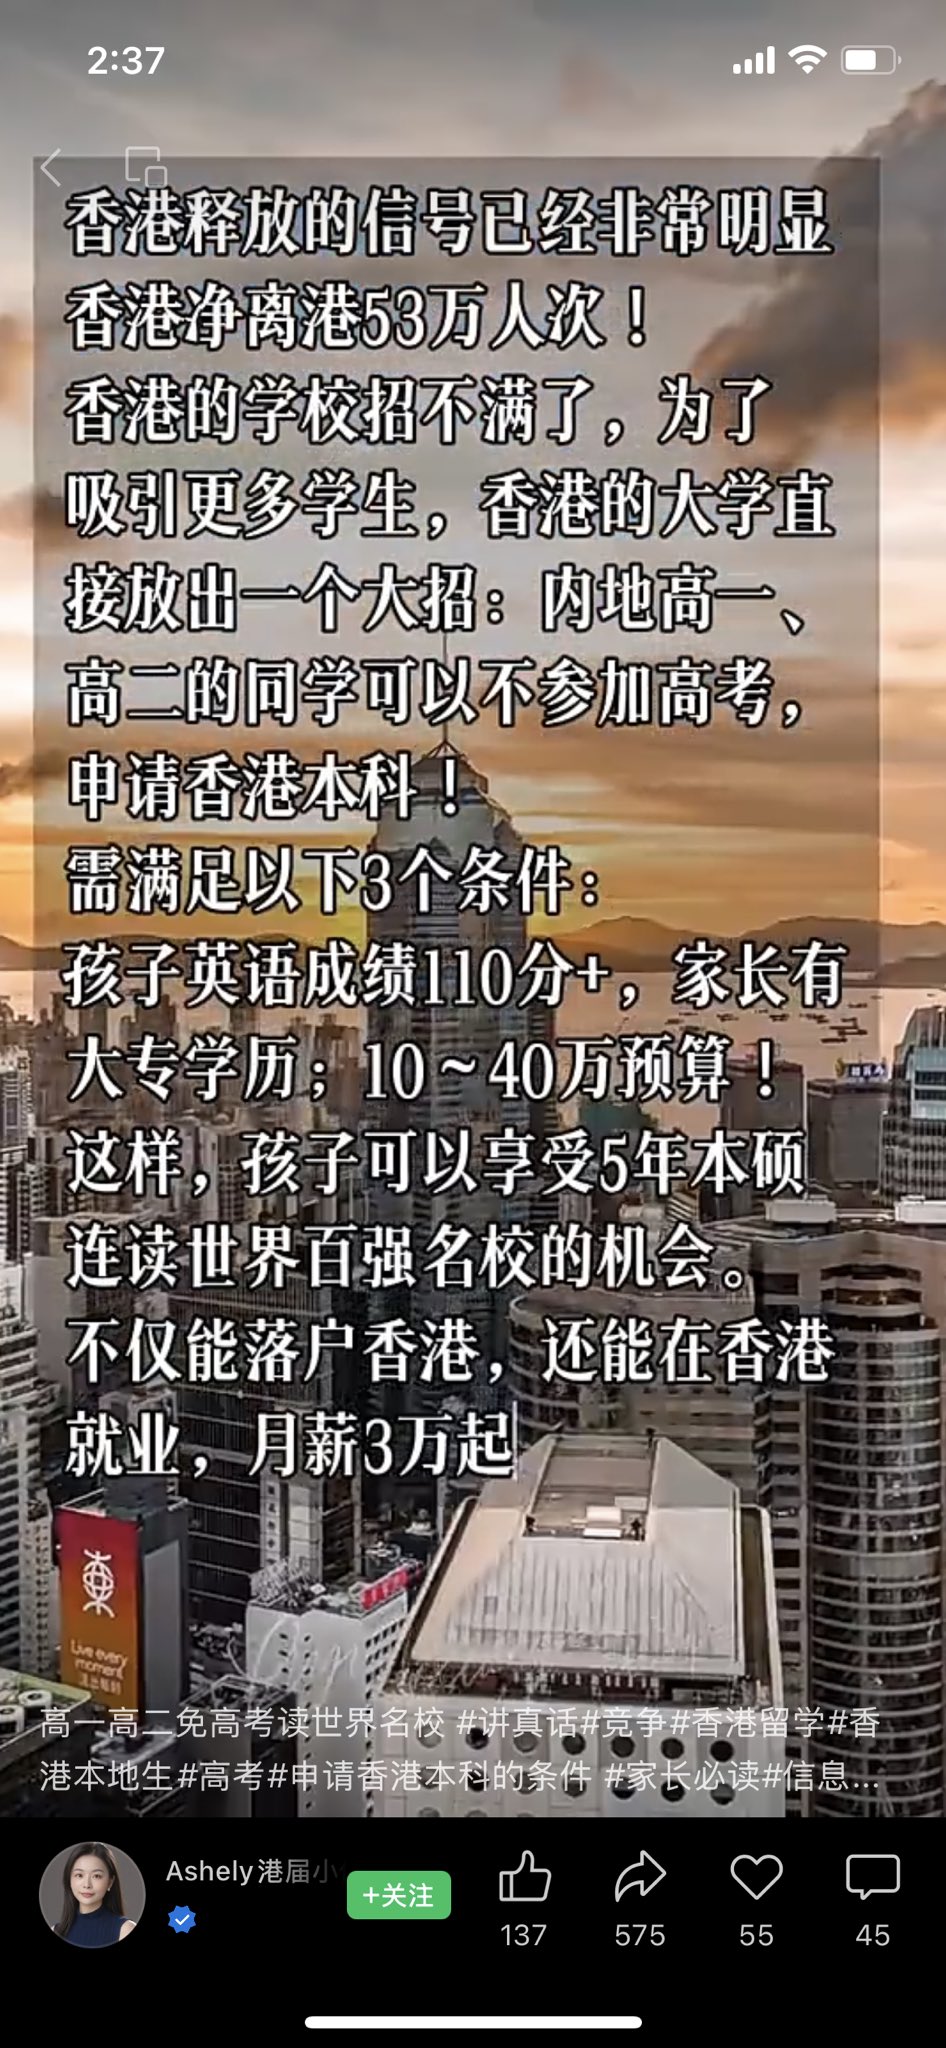 2:37
香港释放的信号已经非常明显
香港净离港53万人次！
香港的学校招不满了，为了
吸引更多学生，香港的大学直
接放出一个大招：内地高一、
高二的同学可以不参加高考，
申请香港本科！
需满足以下3个条件：
孩子英语成绩110分+，家长有
大专学历；10～40万预算！
这样，孩子可以享受5年本硕
连读世界百强名校的机会。
不仅能落户香港，还能在香港
就业，月薪3万起
Live every
moment
高一高二免高考读世界名校 #讲真话#竞争#香港留学#香
港本地生#高考#申请香港本科的条件 #家长必读#信息...
Ashely港届小
+关注
137
575
55
45